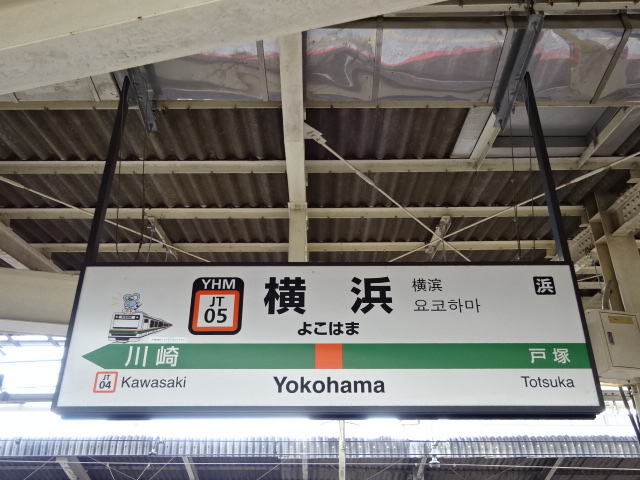 YHM
JT
05
横浜
よこはま
横滨
요코하마
浜
川崎
戸塚
JT
04
Kawasaki
Yokohama
Totsuka